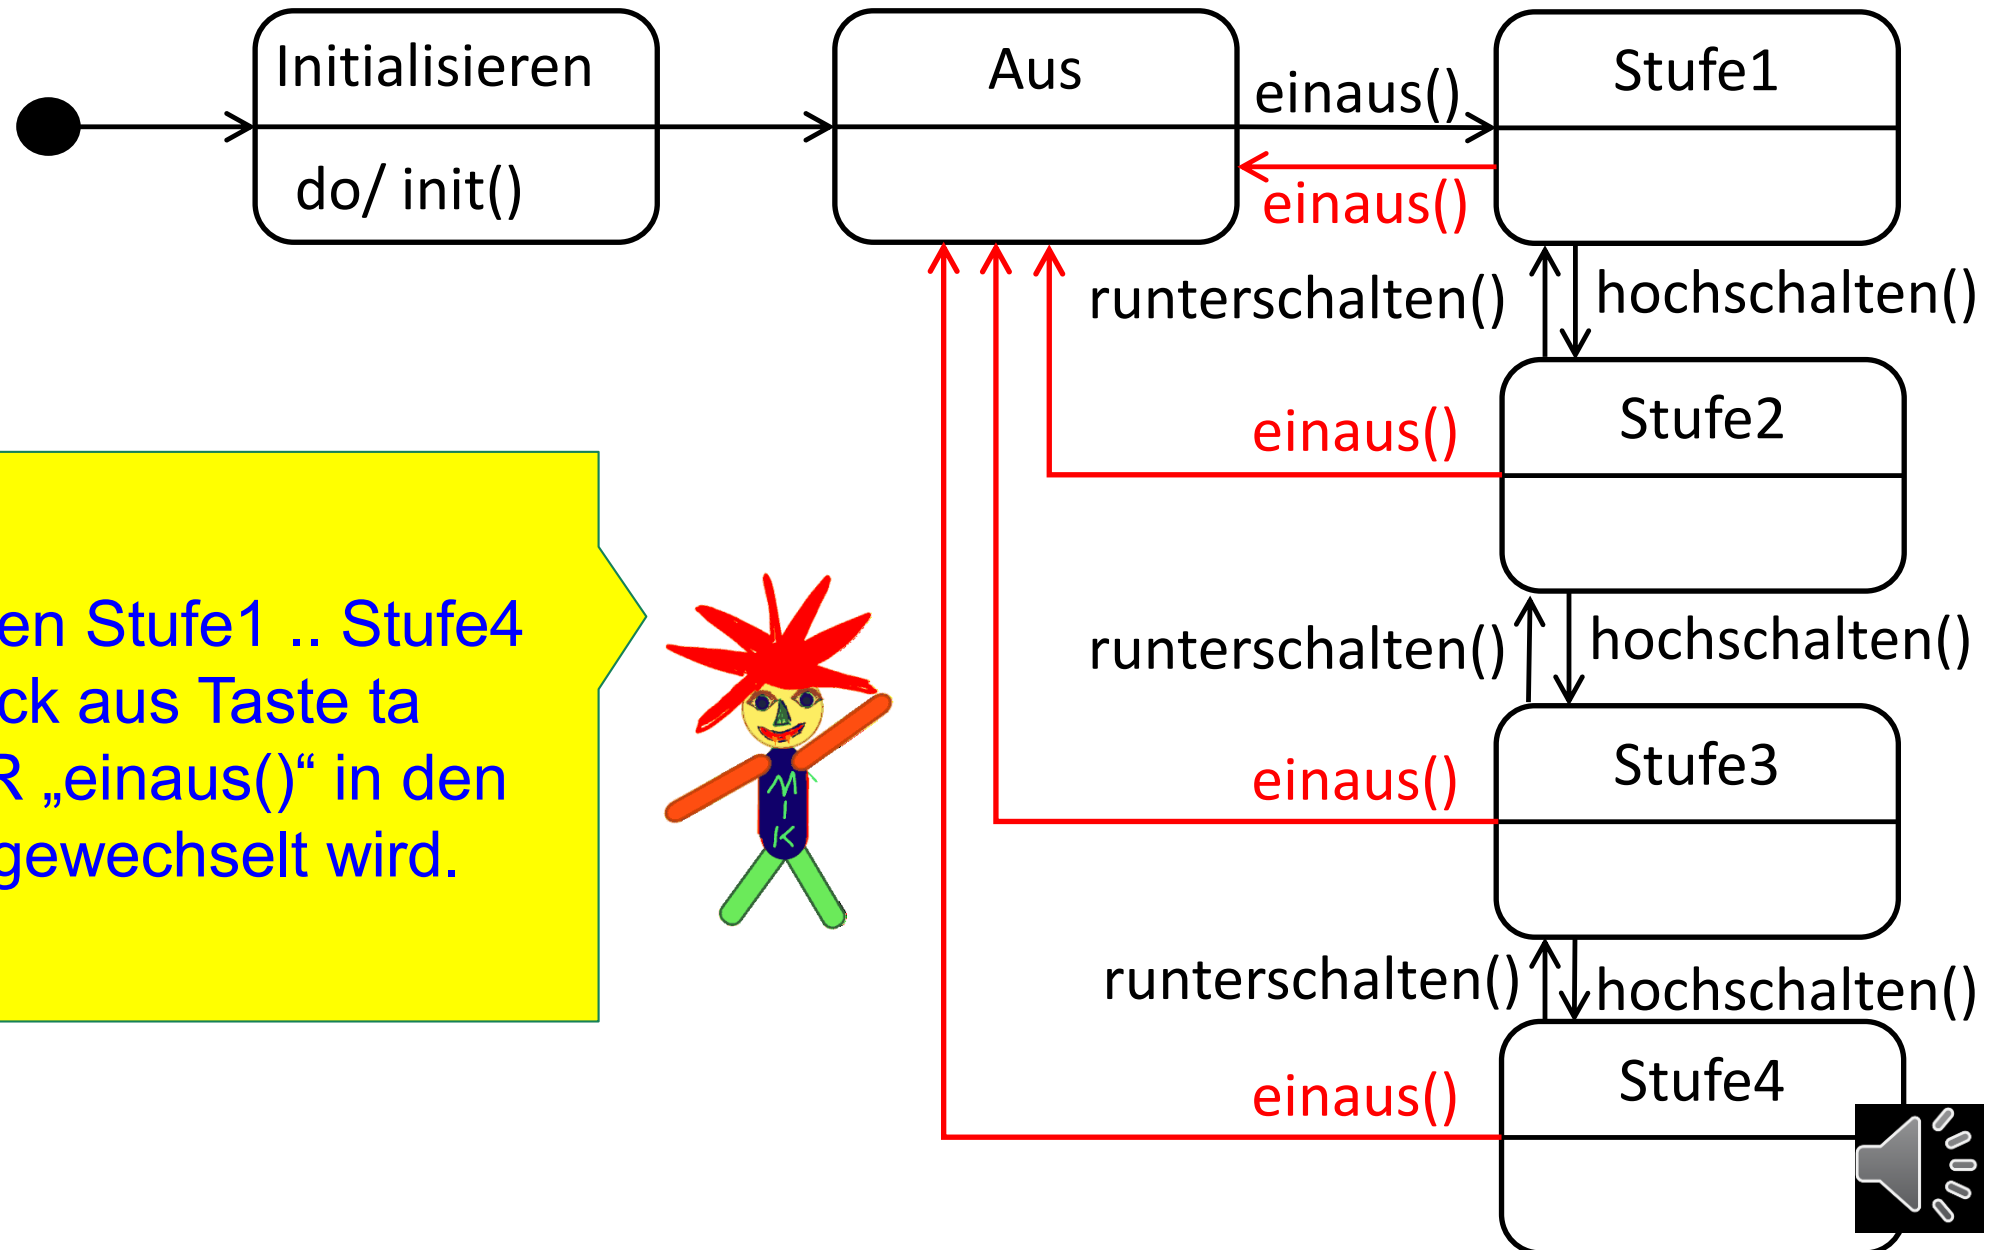 Initialisieren
do/ init()
Aus
einaus()
einaus()
Stufe1
runterschalten()
hochschalten()
einaus()
Stufe2
runterschalten()
hochschalten()
einaus()
Stufe3
runterschalten()
hochschalten()
einaus()
Stufe4
en Stufe1 .. Stufe4
ck aus Taste ta
R „einaus()“ in den
gewechselt wird.
M
I
K